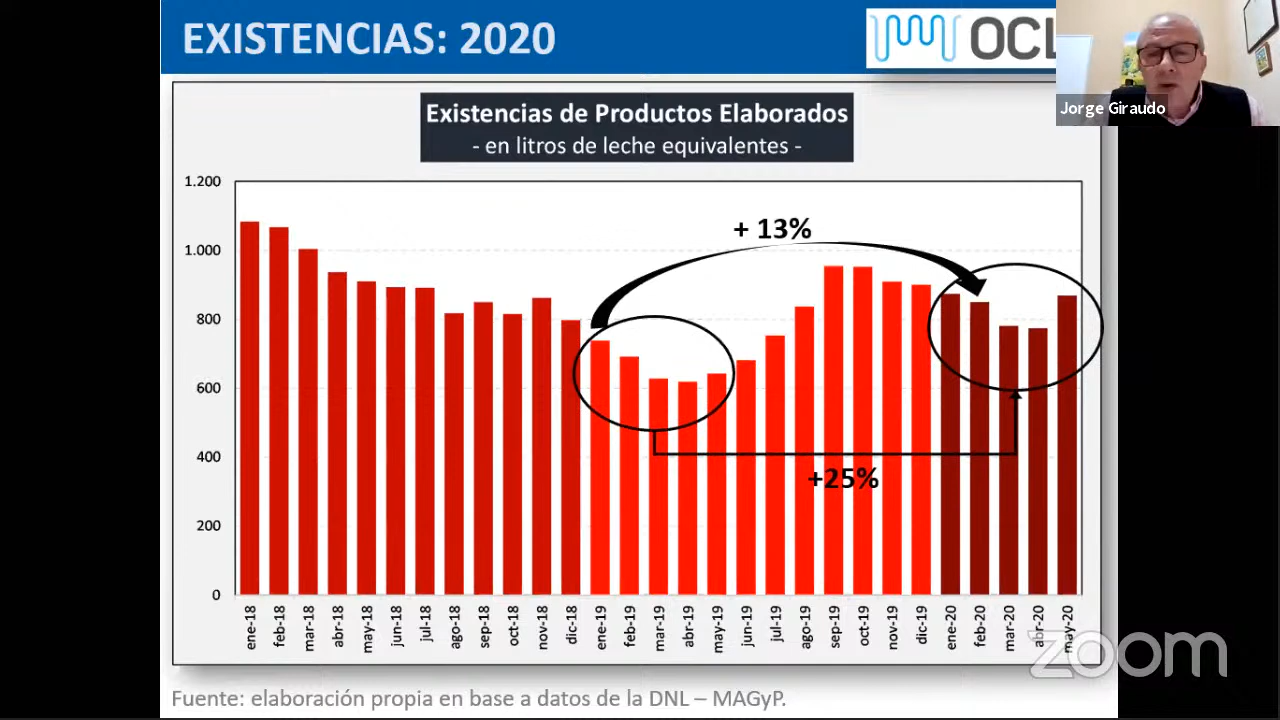 EXISTENCIAS: 2020
OCL
Jorge Giraudo
Existencias de Productos Elaborados
- en litros de leche equivalentes -
1.200
1.000
800
600
400
200
0
+ 13%
+25%
ene-18
feb-18
mar-18
abr-18
may-18
jun-18
jul-18
ago-18
sep-18
oct-18
nov-18
dic-18
ene-19
feb-19
mar-19
abr-19
may-19
jun-19
jul-19
ago-19
sep-19
oct-19
nov-19
dic-19
ene-20
feb-20
mar-20
abr-20
may-20
zoom
Fuente: elaboración propia en base a datos de la DNL – MAGyP.